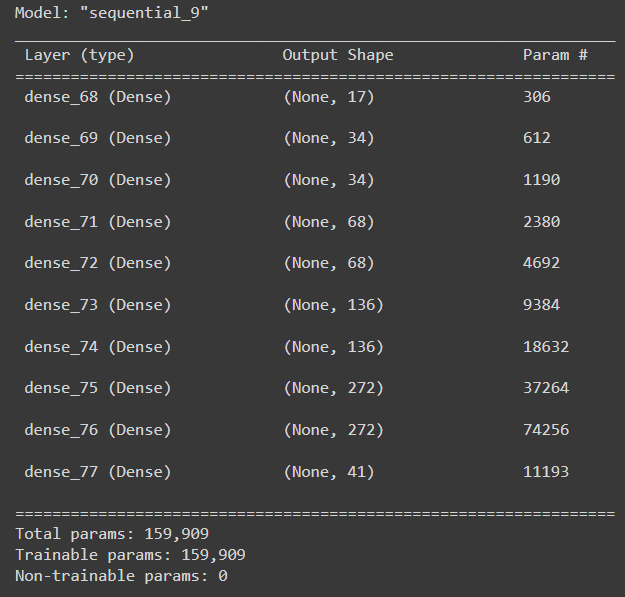 Model: "sequential_9"
Layer (type) Output Shape Param #
dense_68 (Dense) (None, 17) 306
dense_69 (Dense) (None, 34) 612
dense_70 (Dense) (None, 34) 1190
dense_71 (Dense) (None, 68) 2380
dense_72 (Dense) (None, 68) 4692
dense_73 (Dense) (None, 136) 9384
dense_74 (Dense) (None, 136) 18632
dense_75 (Dense) (None, 272) 37264
dense_76 (Dense) (None, 272) 74256
dense_77 (Dense) (None, 41) 11193
Total params: 159,909
Trainable params: 159,909
Non-trainable params: 0